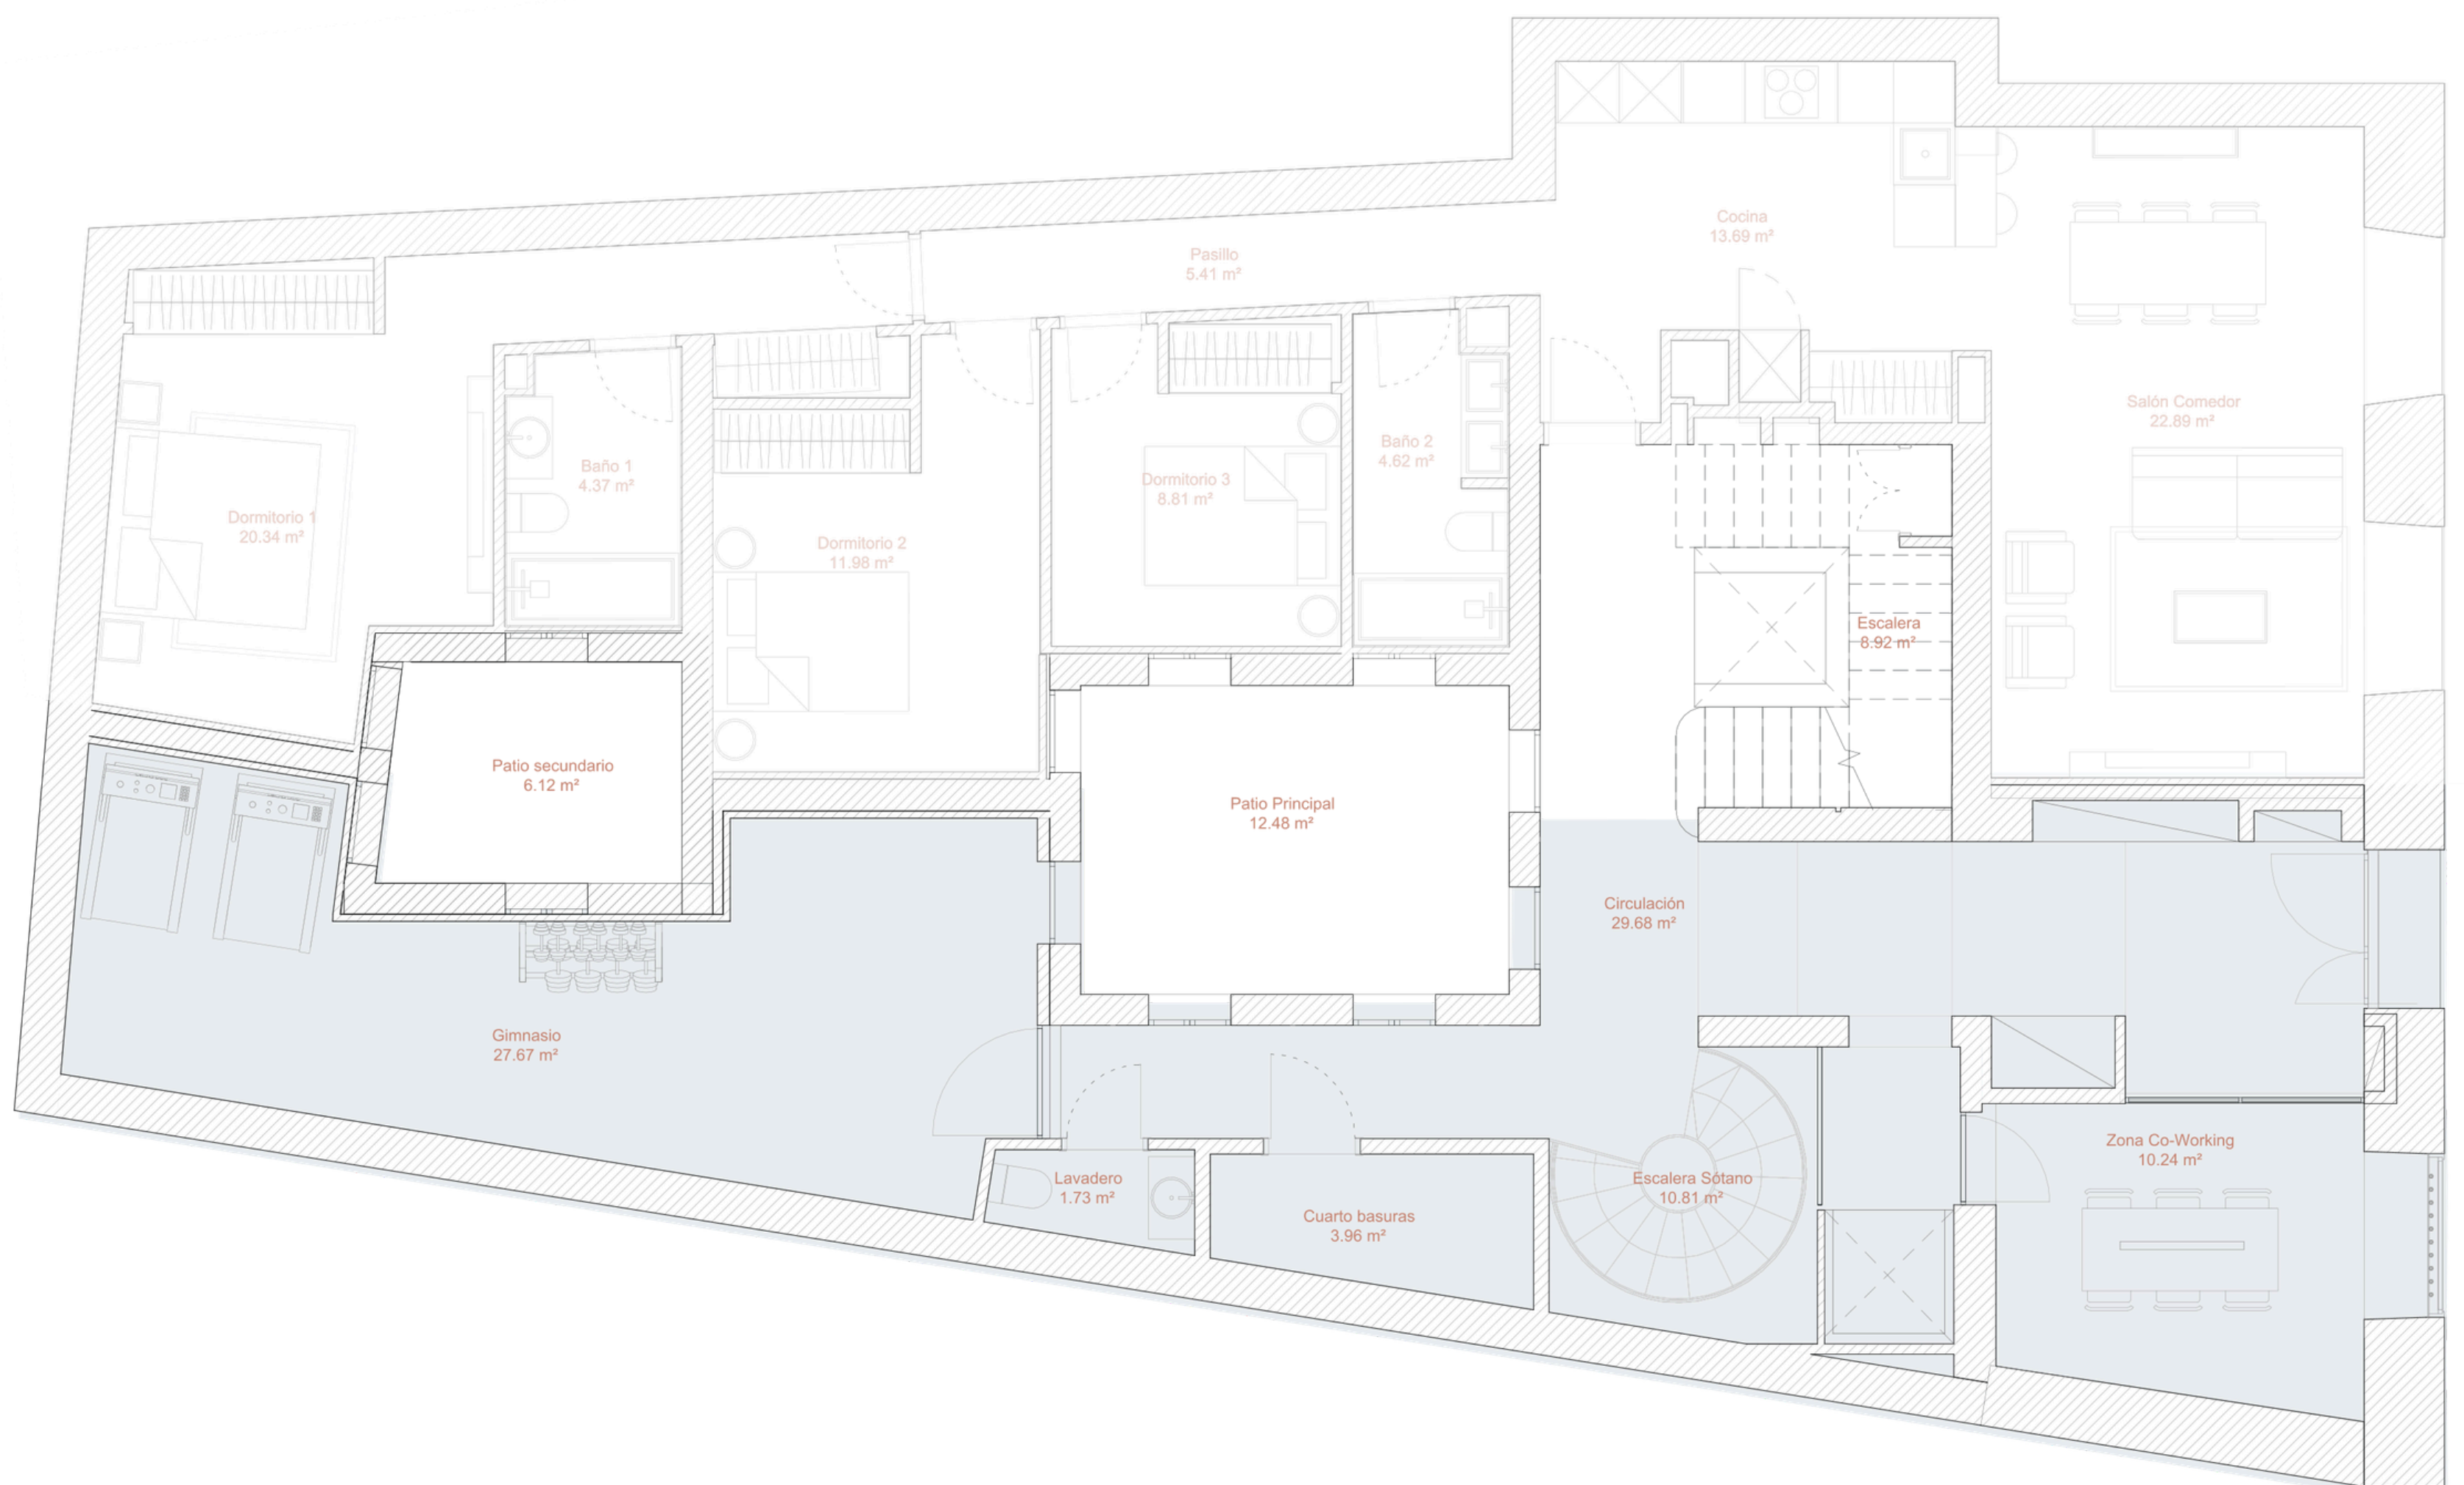 Cocina
13.69 m²
Pasillo
5.41 m²
Salón Comedor
22.89 m²
Baño 2
4.62 m²
Baño 1
4.37 m²
Dormitorio 3
8.81 m²
Dormitorio 1
20.34 m²
Dormitorio 2
11.98 m²
Escalera
8.92 m²
Patio secundario
6.12 m²
Patio Principal
12.48 m²
Circulación
29.68 m²
Gimnasio
27.67 m²
Zona Co-Working
10.24 m²
Lavadero
1.73 m²
Escalera Sótano
10.81 m²
Cuarto basuras
3.96 m²